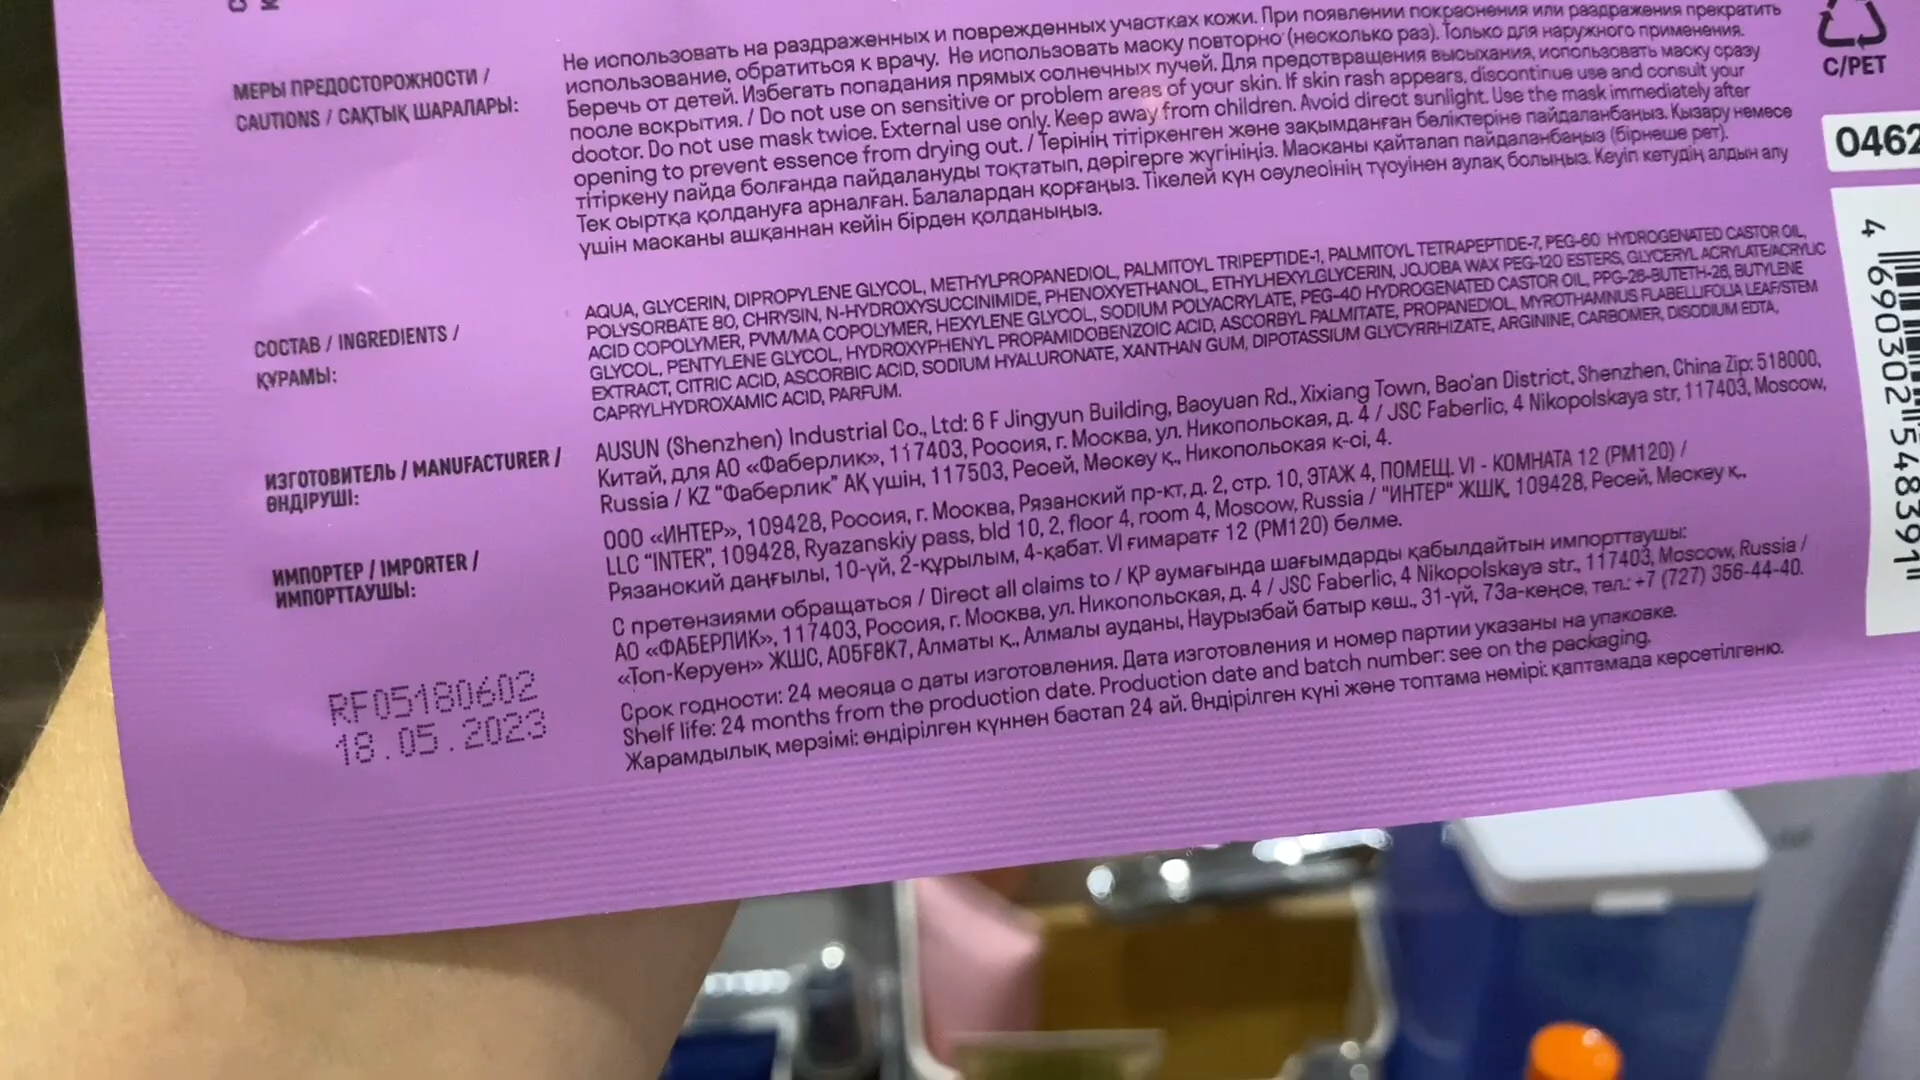 МЕРЫ ПРЕДОСТОРОЖНОСТИ /
CAUTIONS / САҚТЫҚ ШАРАЛАРЫ:
Не использовать на раздраженных и поврежденных участках кожи. При появлении покраснения или раздражения прекратить
использование, обратиться к врачу. Не использовать маску повторно (несколько раз). Только для наружного применения.
Беречь от детей. Избегать попадания прямых солнечных лучей. Для предотвращения высыхания, использовать маску сразу
после вскрытия. / Do not use on sensitive or problem areas of your skin. If skin rash appears, discontinue use and consult your
doctor. Do not use mask twice. External use only. Keep away from children. Avoid direct sunlight. Use the mask immediately after
opening to prevent essence from drying out. / Терінің тітіркенген және зақымданған бөліктеріне пайдаланбаңыз. Қызару немесе
тітіркену пайда болғанда пайдалануды тоқтатып, дәрігерге жүгініңіз. Масканы қайталап пайдаланбаңыз (бірнеше рет).
Тек сыртқа қолдануға арналған. Балалардан қорғаңыз. Тікелей күн сәулесінің түсуінен аулақ болыңыз. Кеуіп кетудің алдын алу
үшін масканы ашқаннан кейін бірден қолданыңыз.
СОСТАВ / INGREDIENTS /
ҚҰРАМЫ:
AQUA, GLYCERIN, DIPROPYLENE GLYCOL, METHYLPROPANEDIOL, PALMITOYL TRIPEPTIDE-1, PALMITOYL TETRAPEPTIDE-7, PEG-60 HYDROGENATED CASTOR OIL,
POLYSORBATE 80, CHRYSIN, N-HYDROXYSUCCINIMIDE, PHENOXYETHANOL, ETHYLHEXYLGLYCERIN, JOJOBA WAX PEG-120 ESTERS, GLYCERYL ACRYLATE/ACRYLIC
ACID COPOLYMER, PVM/MA COPOLYMER, HEXYLENE GLYCOL, SODIUM POLYACRYLATE, PEG-40 HYDROGENATED CASTOR OIL, PPG-26-BUTETH-26, BUTYLENE
GLYCOL, PENTYLENE GLYCOL, HYDROXYPHENYL PROPAMIDOBENZOIC ACID, ASCORBYL PALMITATE, PROPANEDIOL, MYROTHAMNUS FLABELLIFOLIA LEAF/STEM
EXTRACT, CITRIC ACID, ASCORBIC ACID, SODIUM HYALURONATE, XANTHAN GUM, DIPOTASSIUM GLYCYRRHIZATE, ARGININE, CARBOMER, DISODIUM EDTA,
CAPRYLHYDROXAMIC ACID, PARFUM.
ИЗГОТОВИТЕЛЬ / MANUFACTURER /
ӨНДІРУШІ:
AUSUN (Shenzhen) Industrial Co., Ltd: 6 F Jingyun Building, Baoyuan Rd., Xixiang Town, Bao'an District, Shenzhen, China Zip: 518000,
Китай, для АО «Фаберлик», 117403, Россия, г. Москва, ул. Никопольская, д. 4 / JSC Faberlic, 4 Nikopolskaya str, 117403, Moscow,
Russia / KZ "Фаберлик" АҚ үшін, 117503, Ресей, Мәскеу қ., Никопольская к-сі, 4.
ИМПОРТЕР / IMPORTER /
ИМПОРТТАУШЫ:
ООО «ИНТЕР», 109428, Россия, г. Москва, Рязанский пр-кт, д. 2, стр. 10, ЭТАЖ 4, ПОМЕЩ. VI - КОМНАТА 12 (РМ120) /
LLC "INTER", 109428, Ryazanskiy pass, bld 10, 2, floor 4, room 4, Moscow, Russia / "ИНТЕР" ЖШҚ, 109428, Ресей, Мәскеу қ.,
Рязанский даңғылы, 10-үй, 2-құрылым, 4-қабат. VI ғимаратғ 12 (РМ120) бөлме.
С претензиями обращаться / Direct all claims to / ҚР аумағында шағымдарды қабылдайтын импорттаушы:
АО «ФАБЕРЛИК», 117403, Россия, г. Москва, ул. Никопольская, д. 4 / JSC Faberlic, 4 Nikopolskaya str., 117403, Moscow, Russia /
«Топ-Керуен» ЖШС, A05F8K7, Алматы қ., Алмалы ауданы, Наурызбай батыр көш., 31-үй, 73а-кеңсе, тел.: +7 (727) 356-44-40.
Срок годности: 24 месяца с даты изготовления. Дата изготовления и номер партии указаны на упаковке.
Shelf life: 24 months from the production date. Production date and batch number: see on the packaging.
Жарамдылық мерзімі: өндірілген күннен бастап 24 ай. Өндірілген күні және топтама нөмірі: қаптамада көрсетілгену.
RF05180602
18.05.2023
C/PET
0462
4 690302 548391